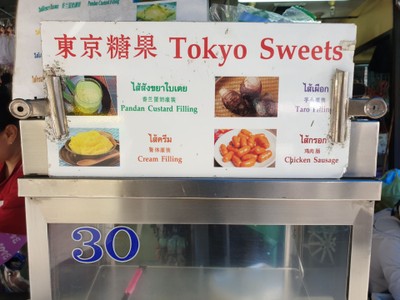 Pandan Custard
東京糖果 Tokyo Sweets
ไส้สังขยาใบเตย
Pandan Custard Filling
ไส้เผือก
Taro Filling
ไส้ครีม
Cream Filling
ไส้กรอก
Chicken Sausage
30